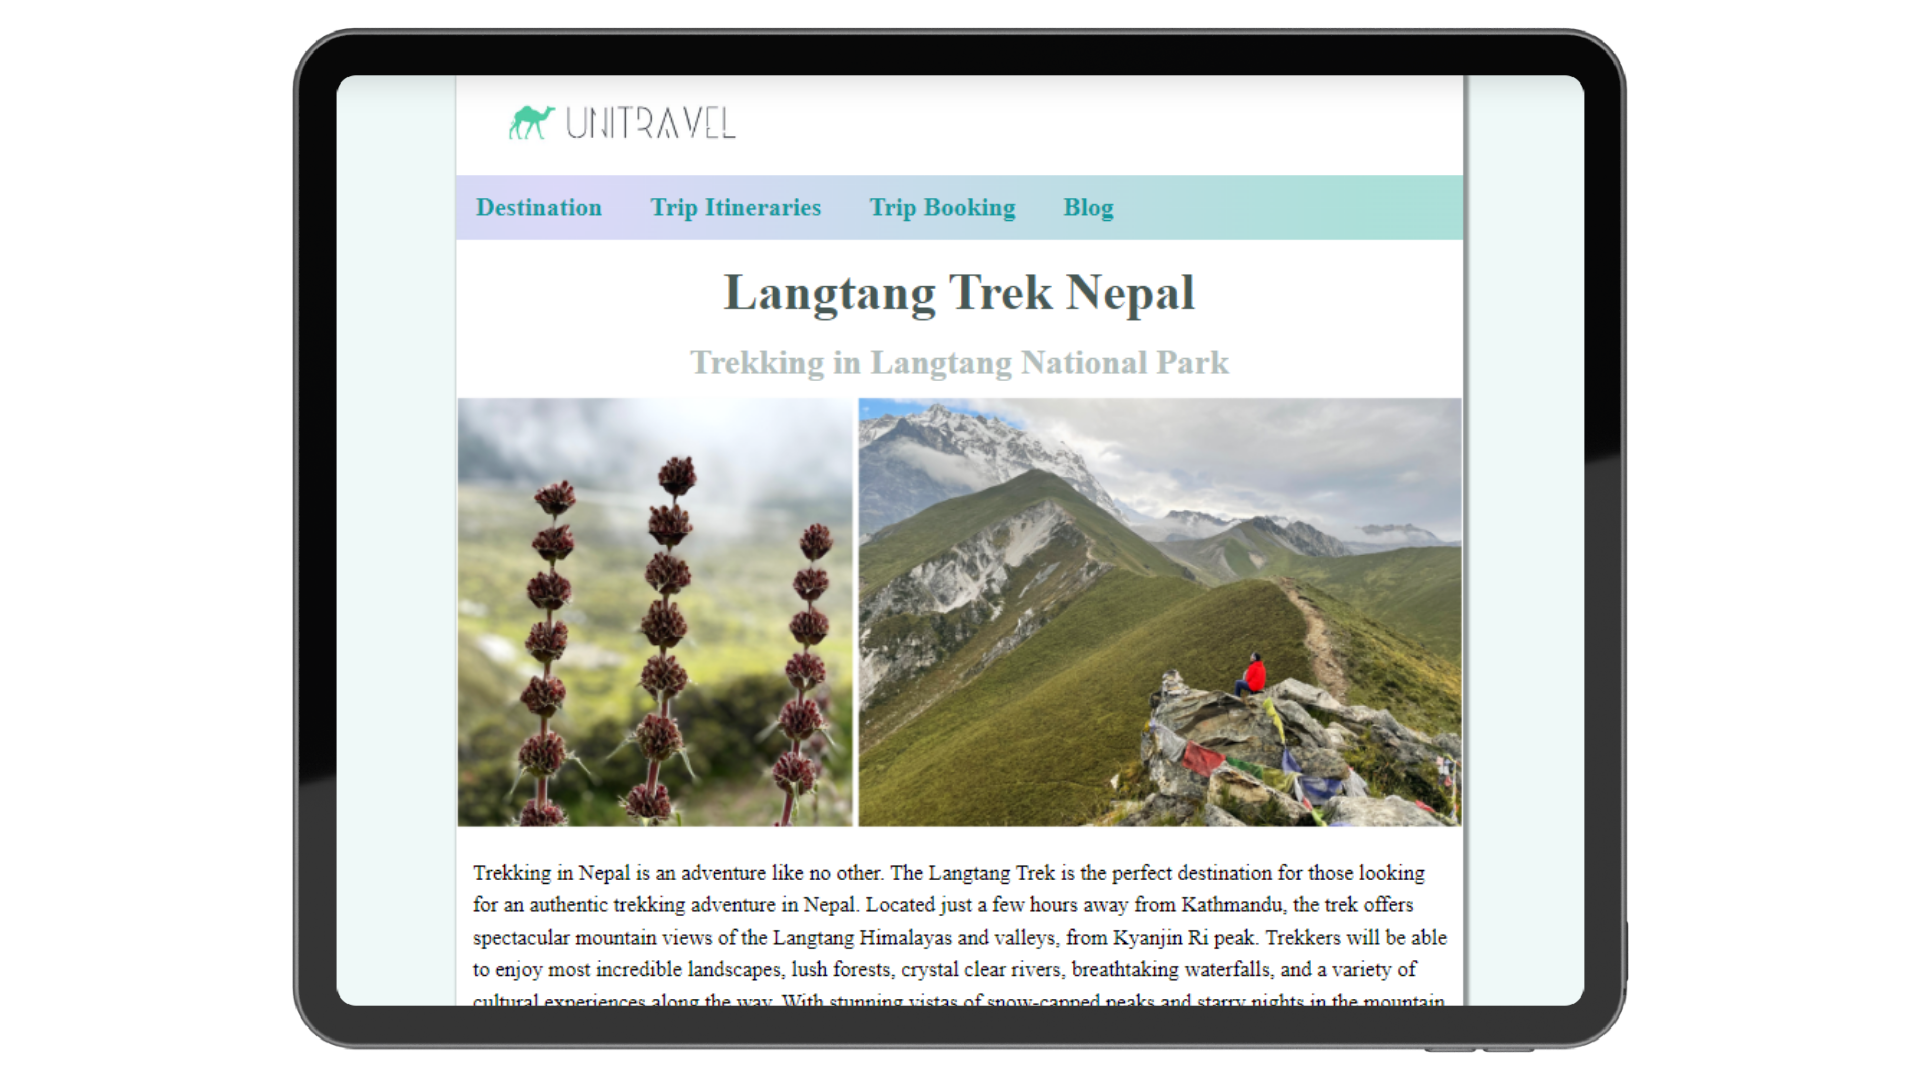 UNITRAVEL
Destination Trip Itineraries Trip Booking Blog
Langtang Trek Nepal
Trekking in Langtang National Park
Trekking in Nepal is an adventure like no other. The Langtang Trek is the perfect destination for those looking
for an authentic trekking adventure in Nepal. Located just a few hours away from Kathmandu, the trek offers
spectacular mountain views of the Langtang Himalayas and valleys, from Kyanjin Ri peak. Trekkers will be able
to enjoy most incredible landscapes, lush forests, crystal clear rivers, breathtaking waterfalls, and a variety of
cultural experiences along the way. With stunning vistas of snow-capped peaks and starry nights in the mountain